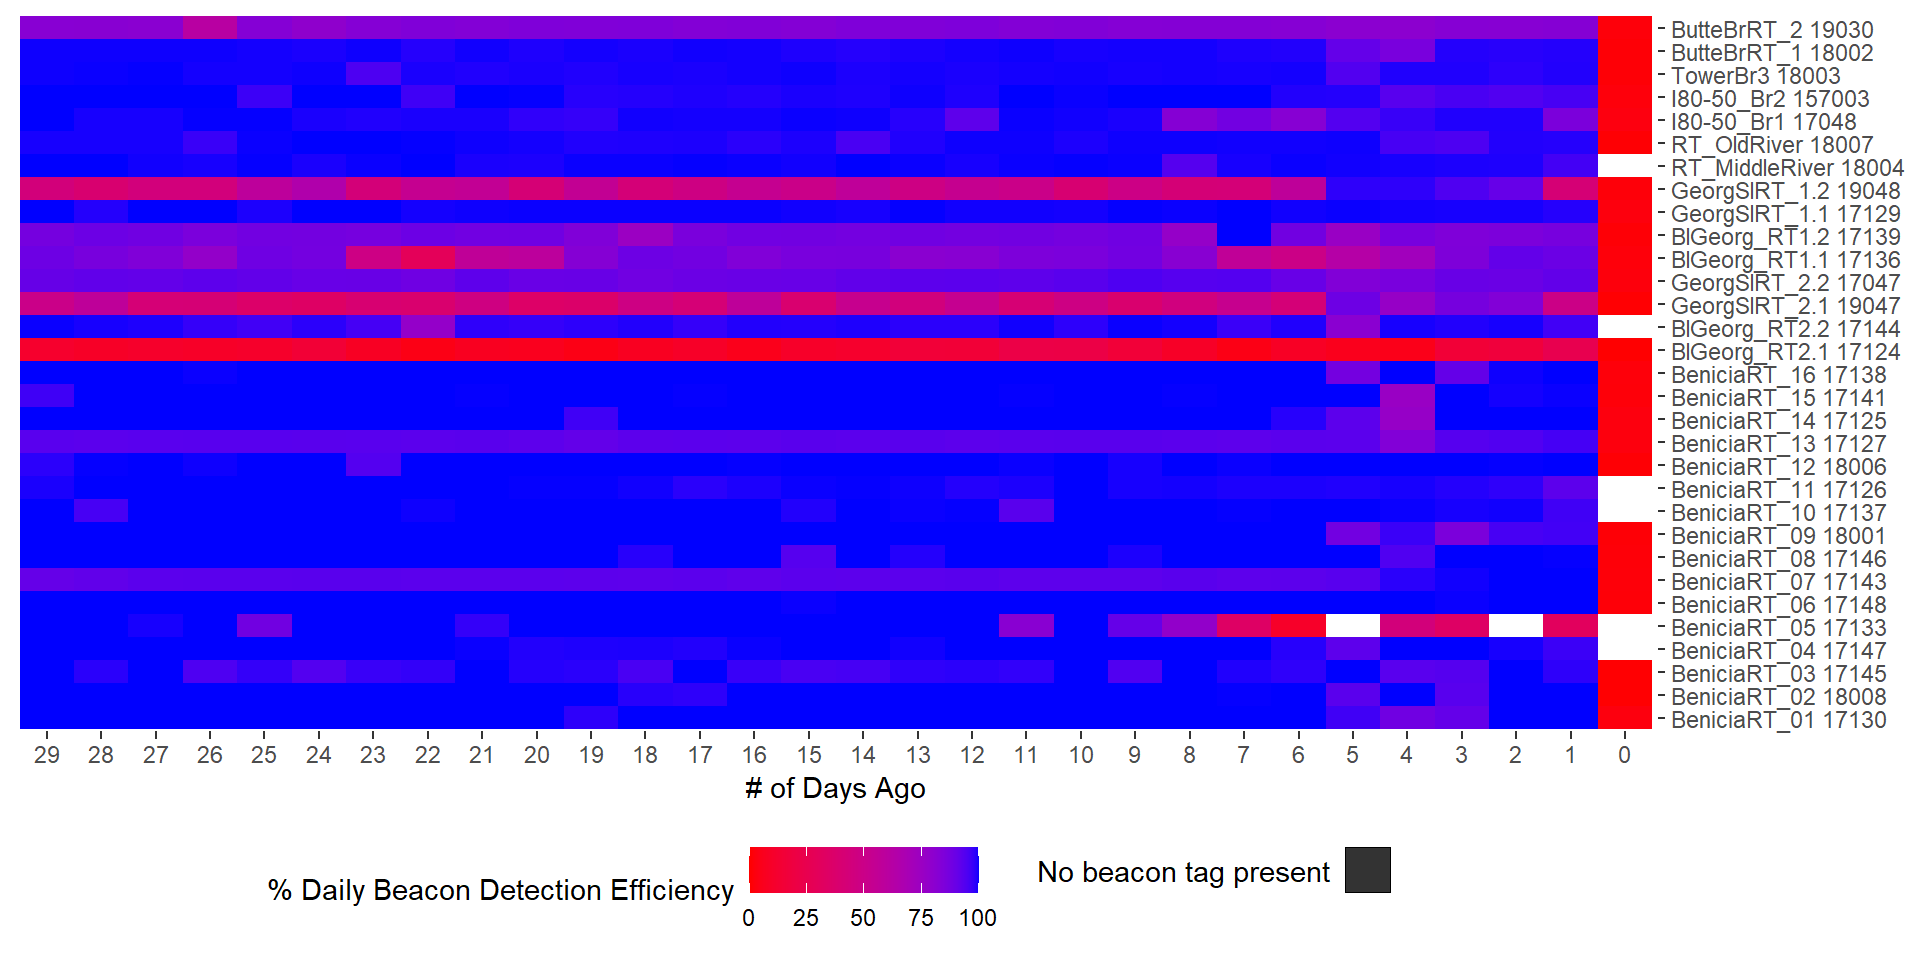 ButteBrRT_2 19030
ButteBrRT_1 18002
TowerBr3 18003
I80-50_Br2 157003
I80-50_Br1 17048
RT_OldRiver 18007
RT_MiddleRiver 18004
GeorgSlRT_1.2 19048
GeorgSlRT_1.1 17129
BlGeorg_RT1.2 17139
BlGeorg_RT1.1 17136
GeorgSlRT_2.2 17047
GeorgSlRT_2.1 19047
BlGeorg_RT2.2 17144
BlGeorg_RT2.1 17124
BeniciaRT_16 17138
BeniciaRT_15 17141
BeniciaRT_14 17125
BeniciaRT_13 17127
BeniciaRT_12 18006
BeniciaRT_11 17126
BeniciaRT_10 17137
BeniciaRT_09 18001
BeniciaRT_08 17146
BeniciaRT_07 17143
BeniciaRT_06 17148
BeniciaRT_05 17133
BeniciaRT_04 17147
BeniciaRT_03 17145
BeniciaRT_02 18008
BeniciaRT_01 17130
29 28 27 26 25 24 23 22 21 20 19 18 17 16 15 14 13 12 11 10 9 8 7 6 5 4 3 2 1 0
# of Days Ago
% Daily Beacon Detection Efficiency
0 25 50 75 100
No beacon tag present